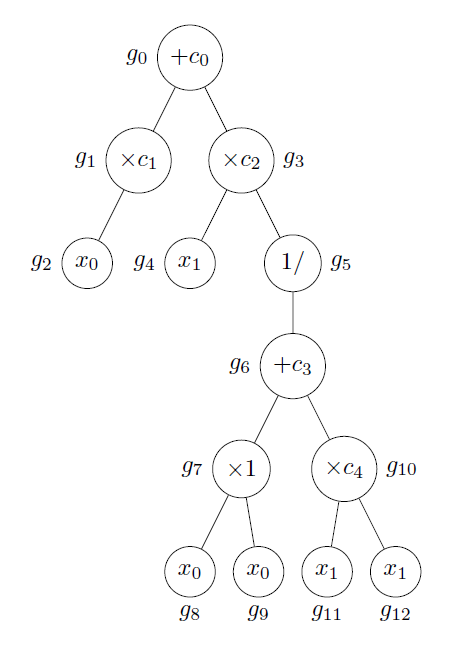 g₀ +c₀
g₁ ×c₁ ×c₂ g₃
g₂ x₀ g₄ x₁ 1/ g₅
g₆ +c₃
g₇ ×1 ×c₄ g₁₀
x₀ x₀ x₁ x₁
g₈ g₉ g₁₁ g₁₂